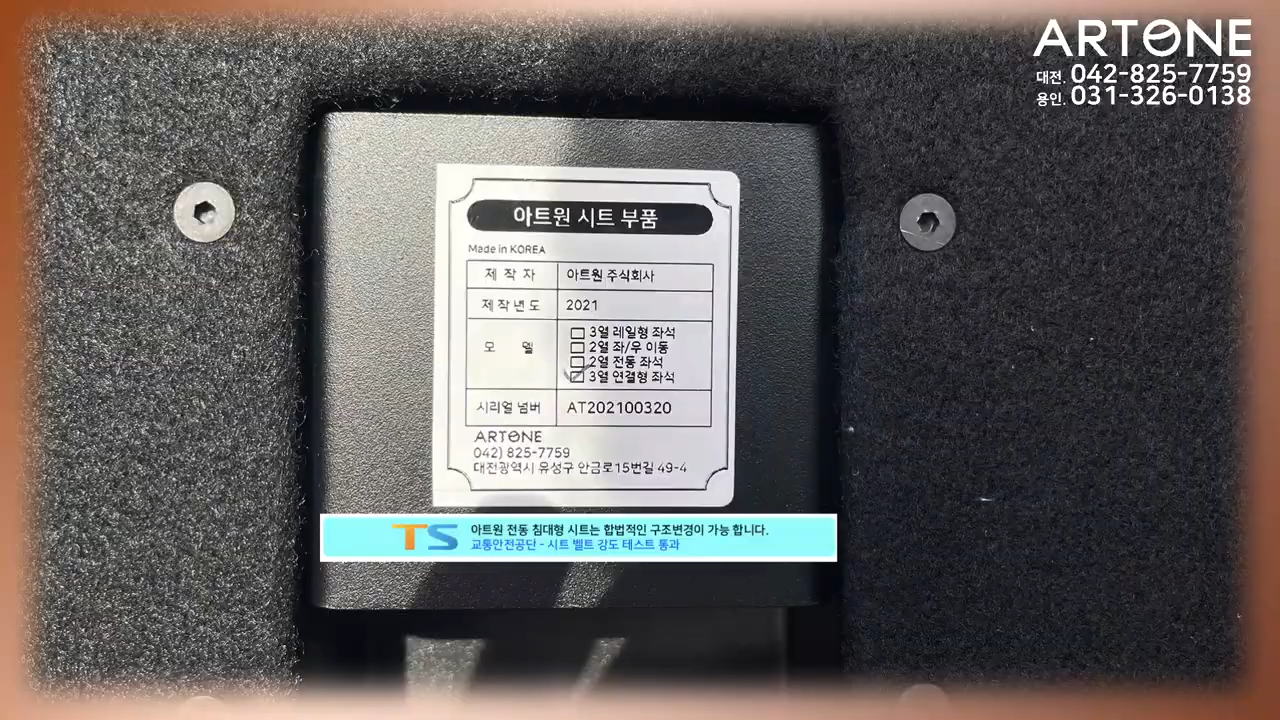 ARTONE
대전. 042-825-7759
용인. 031-326-0138
아트원 시트 부품
Made in KOREA
제 작 자 아트원 주식회사
제작년도 2021
모 델
3열 레일형 좌석
2열 좌/우 이동
2열 전동 좌석
3열 연결형 좌석
시리얼 넘버 AT202100320
ARTONE
042) 825-7759
대전광역시 유성구 안금로15번길 49-4
TS 아트원 전동 침대형 시트는 합법적인 구조변경이 가능 합니다.
교통안전공단 - 시트 벨트 강도 테스트 통과